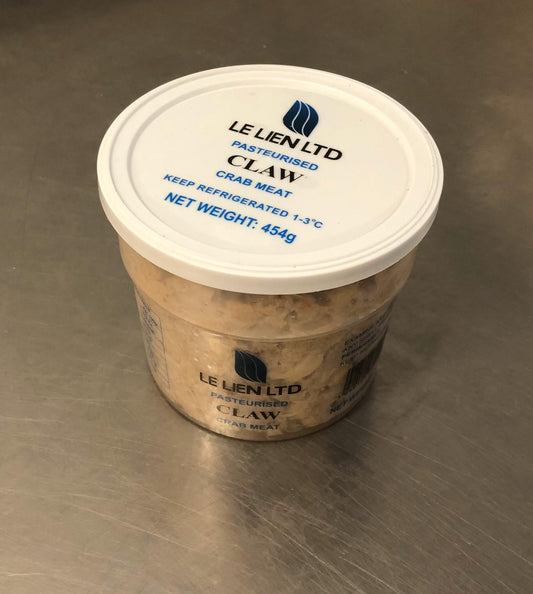 LE LIEN LTD
PASTEURISED
CLAW
CRAB MEAT
KEEP REFRIGERATED 1-3°C
NET WEIGHT: 454g
LE LIEN LTD
PASTEURISED
CLAW
CRAB MEAT